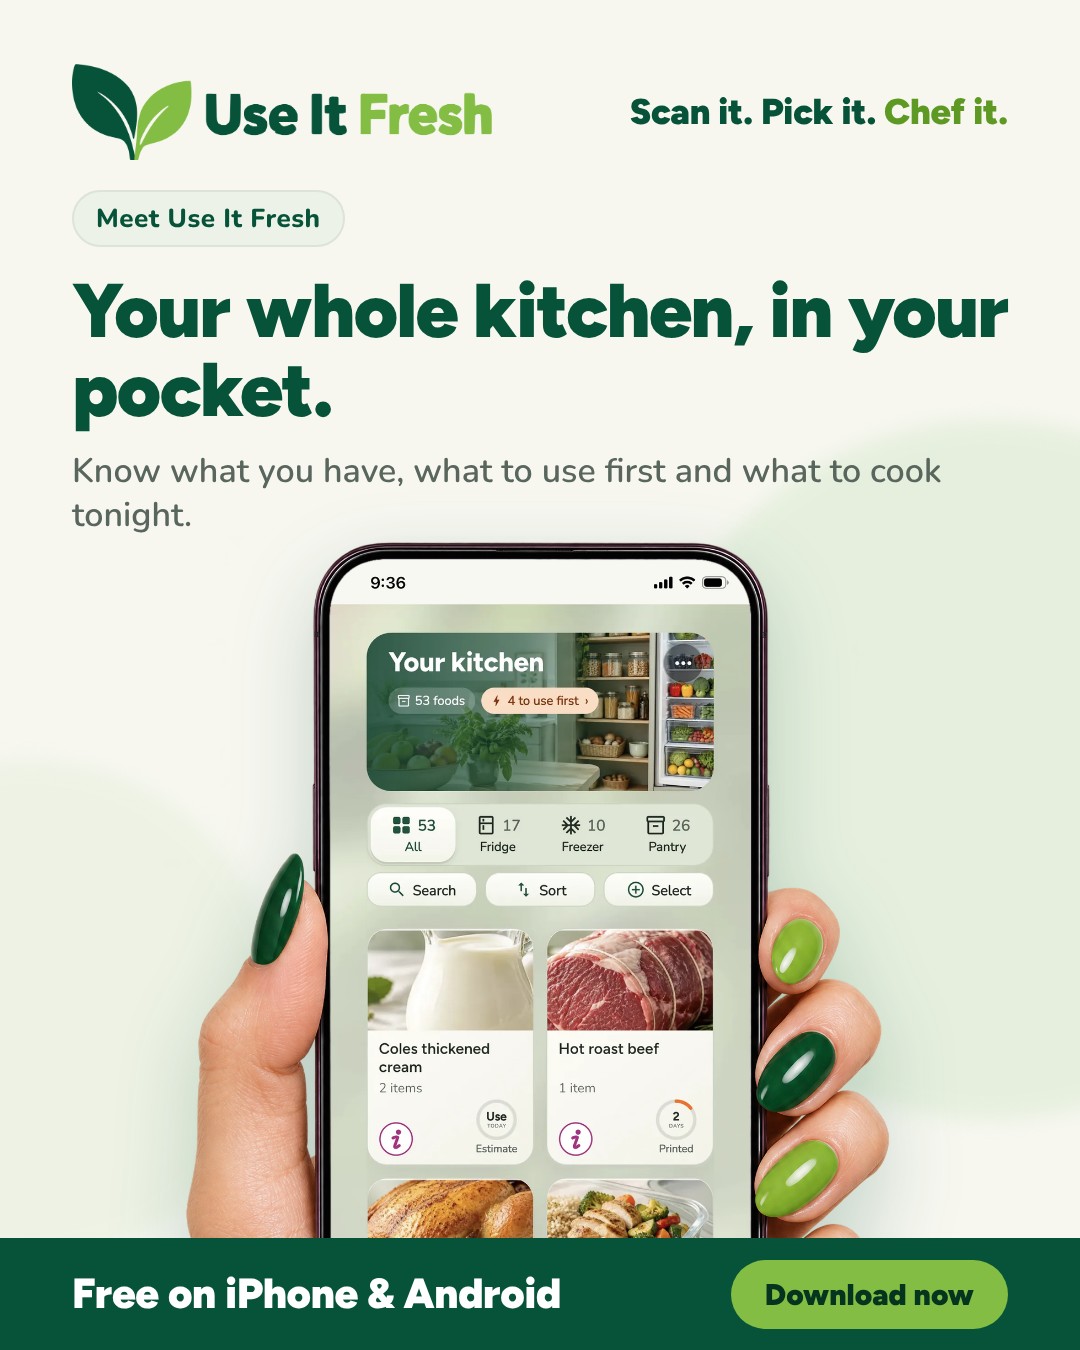 Use It Fresh
Scan it. Pick it. Chef it.
Meet Use It Fresh
Your whole kitchen, in your
pocket.
Know what you have, what to use first and what to cook
tonight.
9:36
Your kitchen
53 foods
4 to use first ›
53
All
17
Fridge
10
Freezer
26
Pantry
Search
Sort
Select
Coles thickened
cream
2 items
i
Use
TODAY
Estimate
Hot roast beef
1 item
i
2
DAYS
Printed
Free on iPhone & Android
Download now